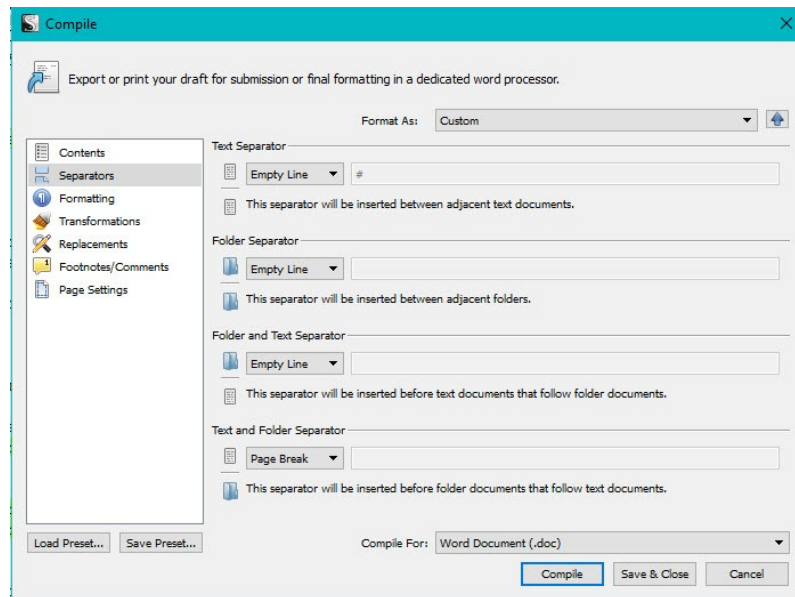 Compile
Export or print your draft for submission or final formatting in a dedicated word processor.
Format As: Custom
Contents
Separators
Formatting
Transformations
Replacements
Footnotes/Comments
Page Settings
Text Separator
Empty Line #
This separator will be inserted between adjacent text documents.
Folder Separator
Empty Line
This separator will be inserted between adjacent folders.
Folder and Text Separator
Empty Line
This separator will be inserted before text documents that follow folder documents.
Text and Folder Separator
Page Break
This separator will be inserted before folder documents that follow text documents.
Load Preset... Save Preset... Compile For: Word Document (.doc)
Compile Save & Close Cancel